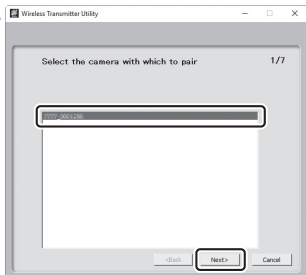 Wireless Transmitter Utility
Select the camera with which to pair
1/7
<Back
Next>
Cancel